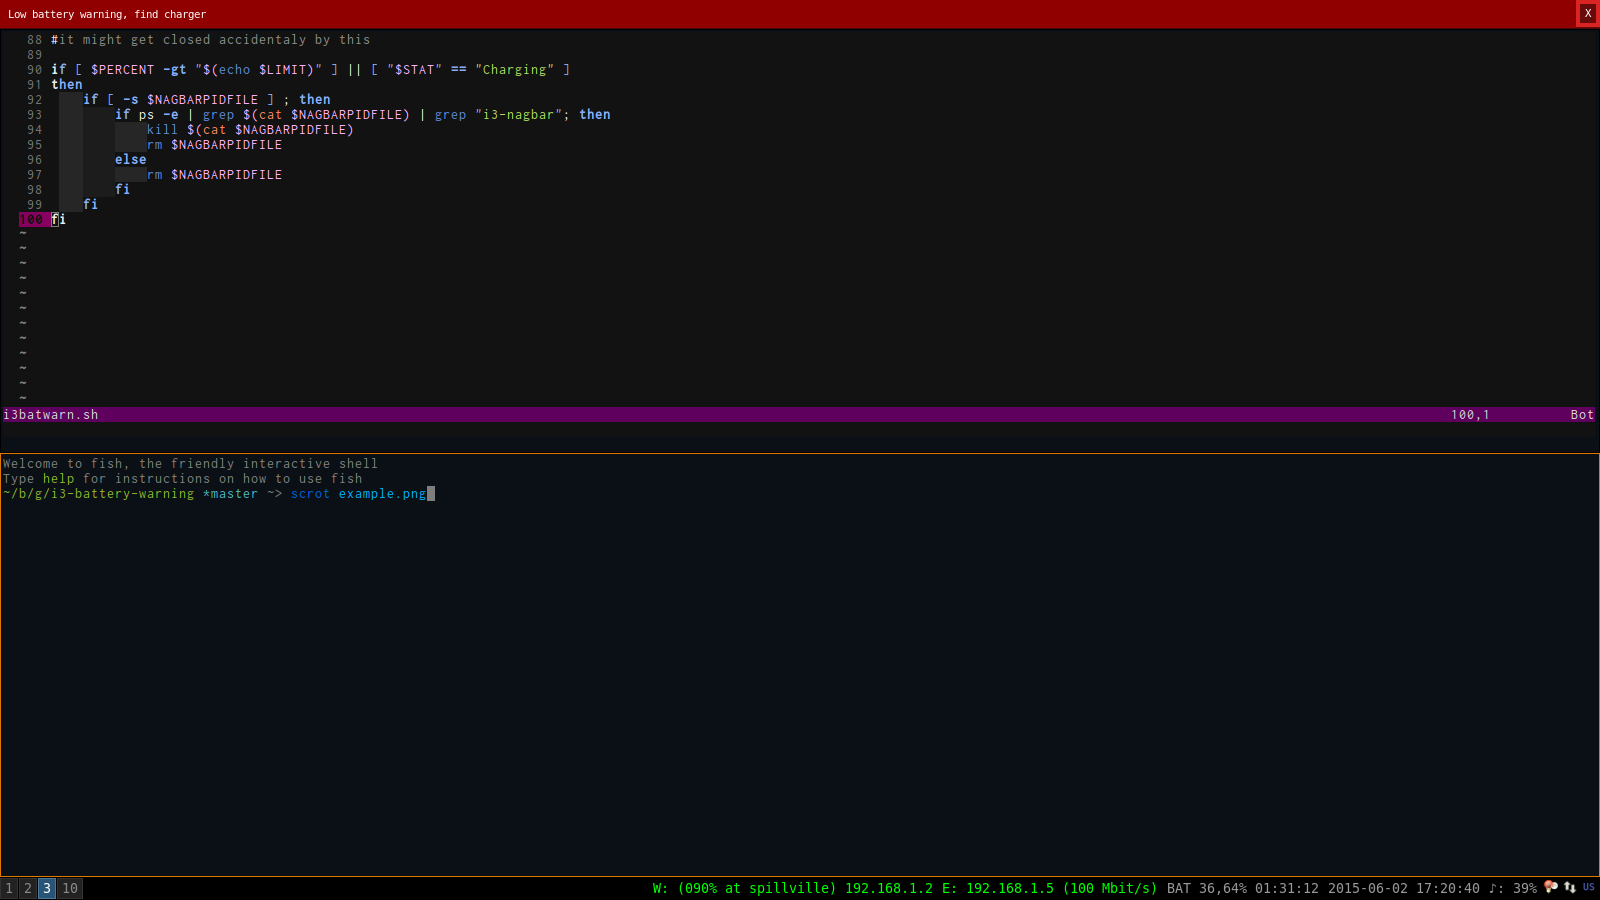 Low battery warning, find charger X
88 #it might get closed accidentaly by this
89
90 if [ $PERCENT -gt "$(echo $LIMIT)" ] || [ "$STAT" == "Charging" ]
91 then
92 if [ -s $NAGBARPIDFILE ] ; then
93 if ps -e | grep $(cat $NAGBARPIDFILE) | grep "i3-nagbar"; then
94 kill $(cat $NAGBARPIDFILE)
95 rm $NAGBARPIDFILE
96 else
97 rm $NAGBARPIDFILE
98 fi
99 fi
100 fi
~
~
~
~
~
~
~
~
~
~
~
~
i3batwarn.sh 100,1 Bot
Welcome to fish, the friendly interactive shell
Type help for instructions on how to use fish
~/b/g/i3-battery-warning *master ~> scrot example.png
1 2 3 10 W: (090% at spillville) 192.168.1.2 E: 192.168.1.5 (100 Mbit/s) BAT 36,64% 01:31:12 2015-06-02 17:20:40 ♪: 39% US